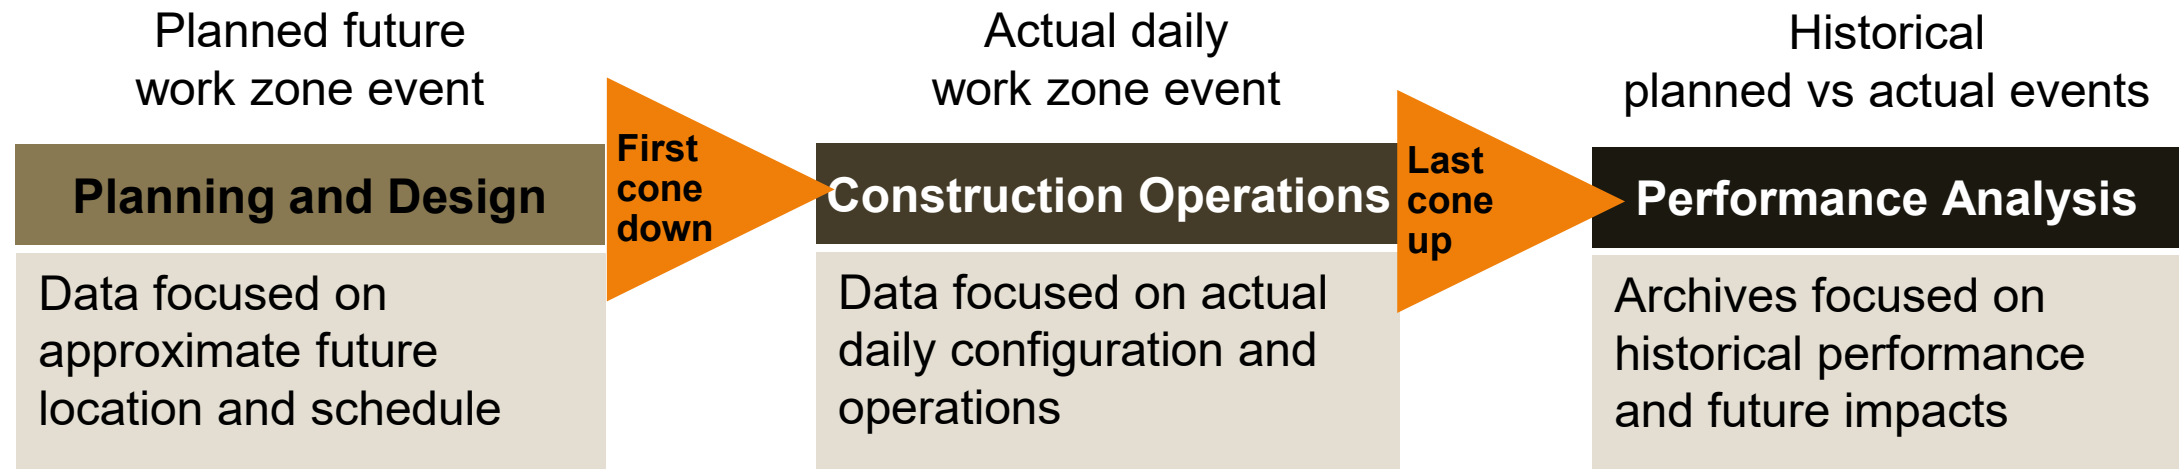 Planned future
work zone event
Planning and Design
Data focused on
approximate future
location and schedule
First
cone
down
Actual daily
work zone event
Construction Operations
Data focused on actual
daily configuration and
operations
Last
cone
up
Historical
planned vs actual events
Performance Analysis
Archives focused on
historical performance
and future impacts